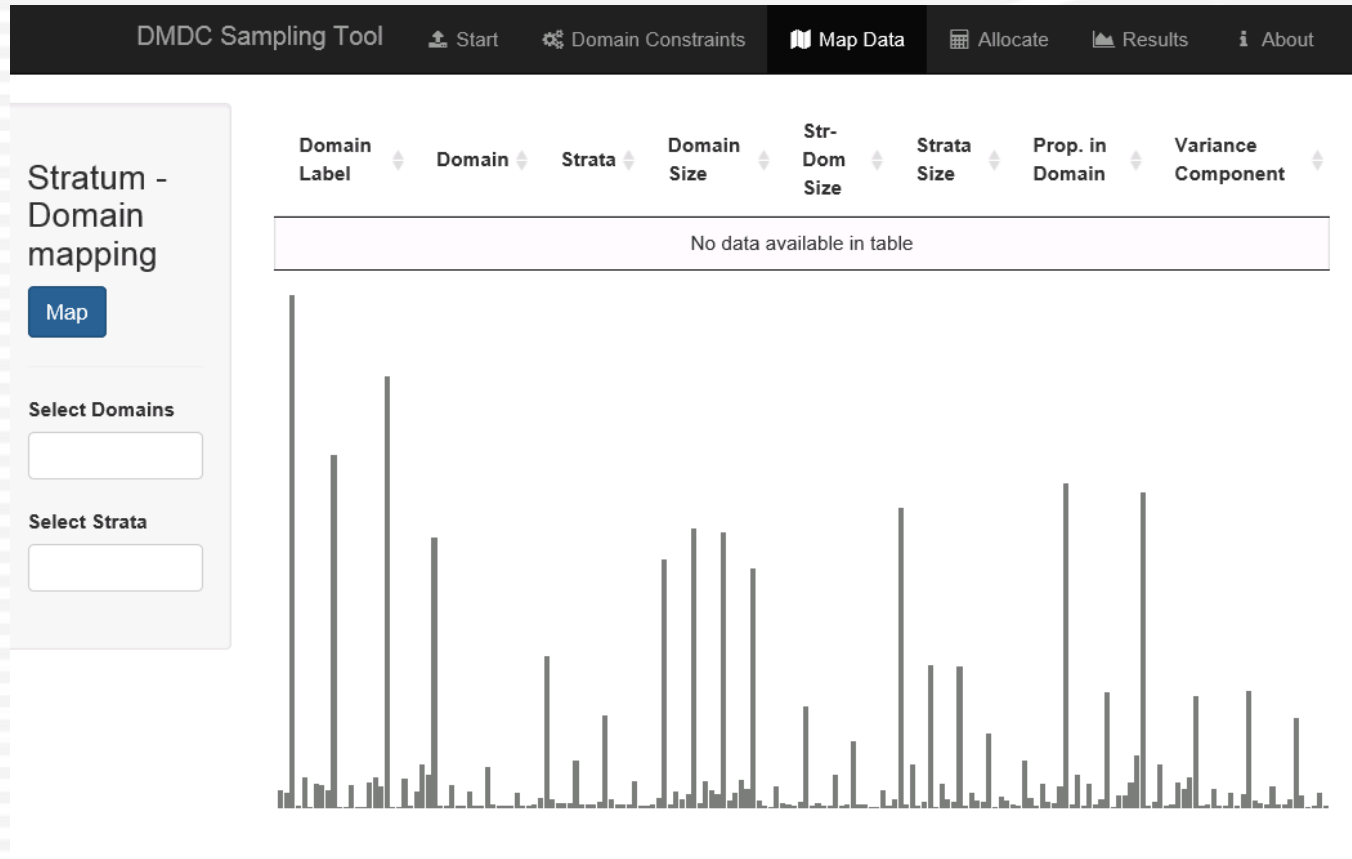 DMDC Sampling Tool Start Domain Constraints Map Data Allocate Results About
Stratum -
Domain
mapping
Map
Select Domains
Select Strata
Domain
Label
Domain
Strata
Domain
Size
Str-
Dom
Size
Strata
Size
Prop. in
Domain
Variance
Component
No data available in table